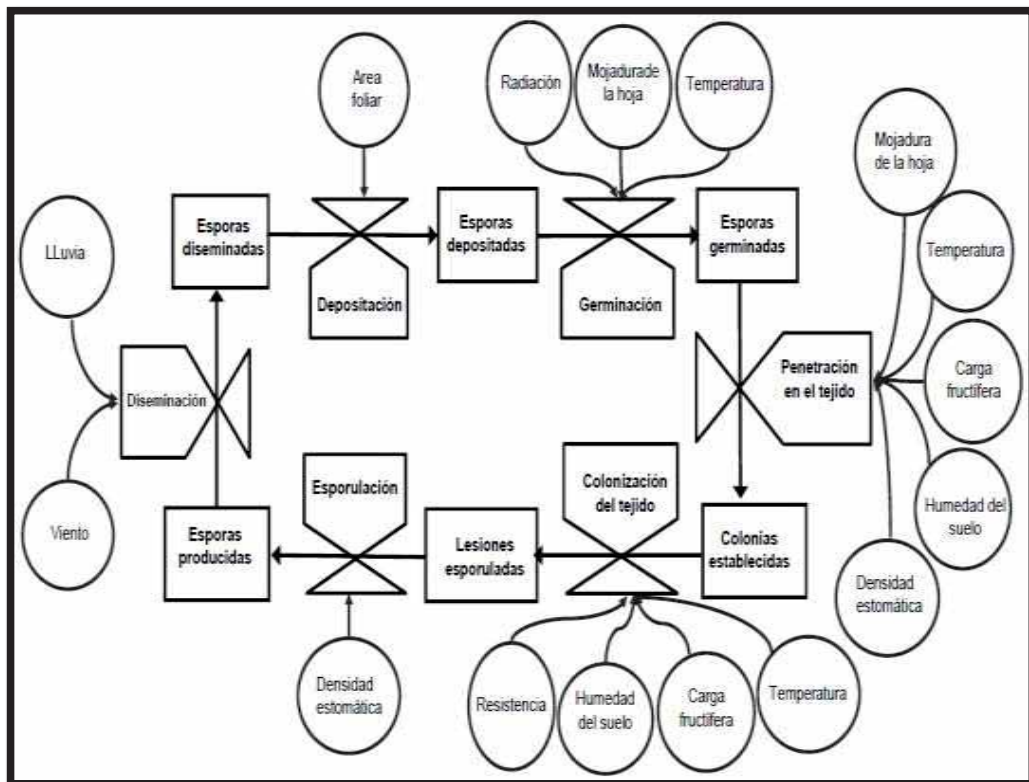 Area
foliar
Radiación
Mojadurade
la hoja
Temperatura
Mojadura
de la hoja
LLuvia
Esporas
diseminadas
Depositación
Esporas
depositadas
Germinación
Esporas
germinadas
Temperatura
Diseminación
Penetración
en el tejido
Carga
fructífera
Viento
Esporas
producidas
Esporulación
Lesiones
esporuladas
Colonización
del tejido
Colonías
establecidas
Humedad del
suelo
Densidad
estomática
Densidad
estomática
Resistencia
Humedad
del suelo
Carga
fructífera
Temperatura